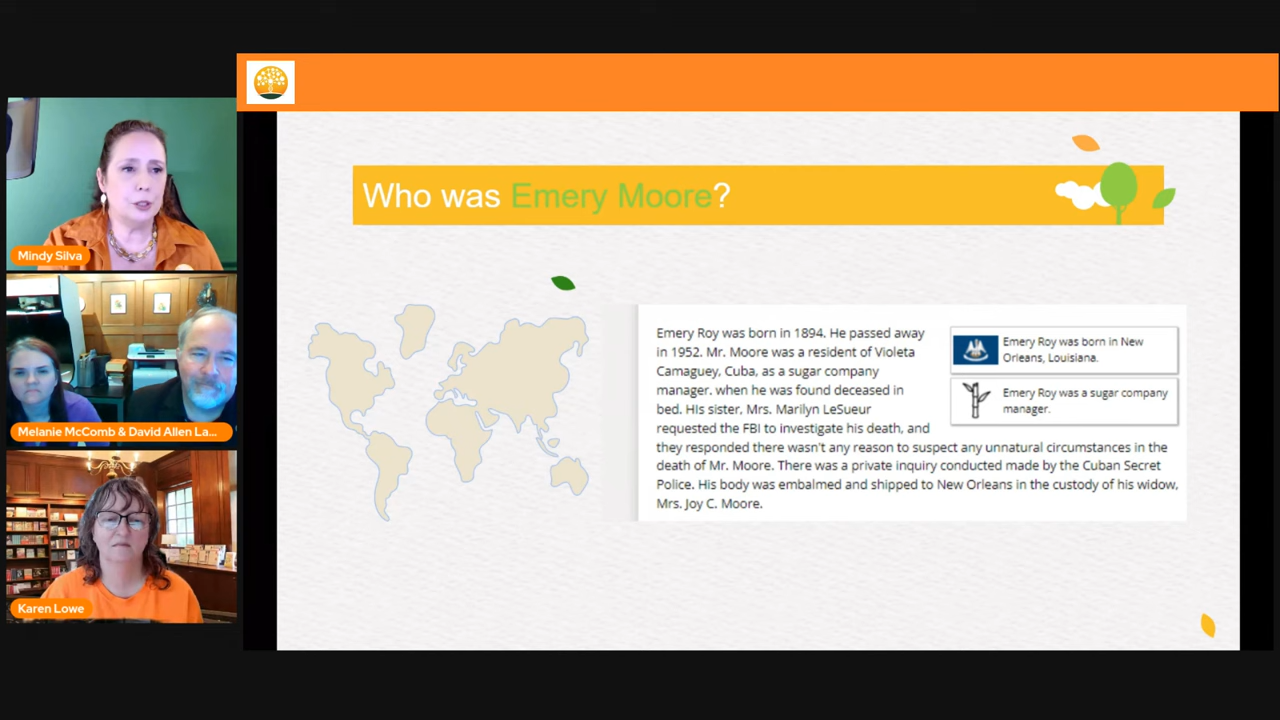 Who was Emery Moore?
Emery Roy was born in 1894. He passed away
in 1952. Mr. Moore was a resident of Violeta
Camaguey, Cuba, as a sugar company
manager. when he was found deceased in
bed. His sister, Mrs. Marilyn LeSueur
requested the FBI to investigate his death, and
they responded there wasn't any reason to suspect any unnatural circumstances in the
death of Mr. Moore. There was a private inquiry conducted made by the Cuban Secret
Police. His body was embalmed and shipped to New Orleans in the custody of his widow,
Mrs. Joy C. Moore.
Emery Roy was born in New
Orleans, Louisiana.
Emery Roy was a sugar company
manager.
Mindy Silva
Melanie McComb & David Allen La...
Karen Lowe